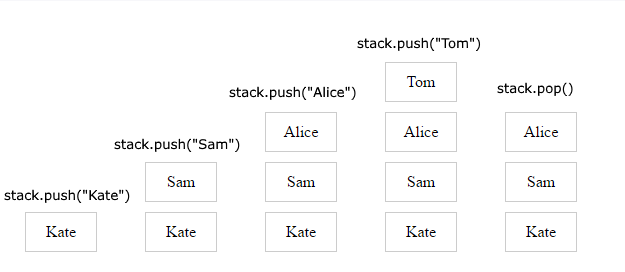 stack.push("Tom")
Tom
stack.pop()
stack.push("Alice")
Alice
Alice
Alice
stack.push("Sam")
Sam
Sam
Sam
Sam
stack.push("Kate")
Kate
Kate
Kate
Kate
Kate